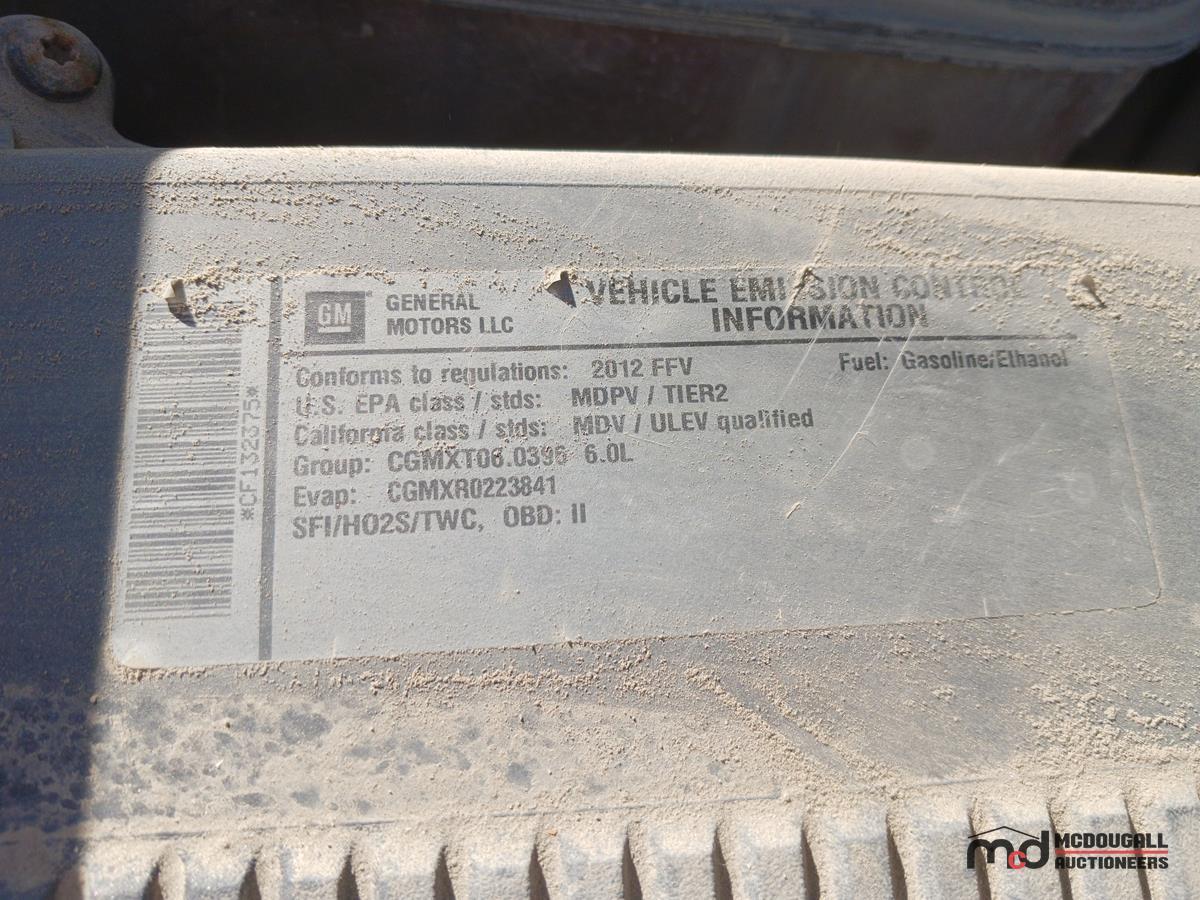 *CF132375*
GM
GENERAL
MOTORS LLC
VEHICLE EMISSION CONTR
INFORMATION
Conforms to regulations: 2012 FFV
Fuel: Gasoline/Ethanol
U.S. EPA class / stds: MDPV / TIER2
California class / stds: MDV / ULEV qualified
Group: CGMXT06.0396 6.0L
Evap: CGMXR0223841
SFI/HO2S/TWC, OBD: II
mcd MCDOUGALL
AUCTIONEERS